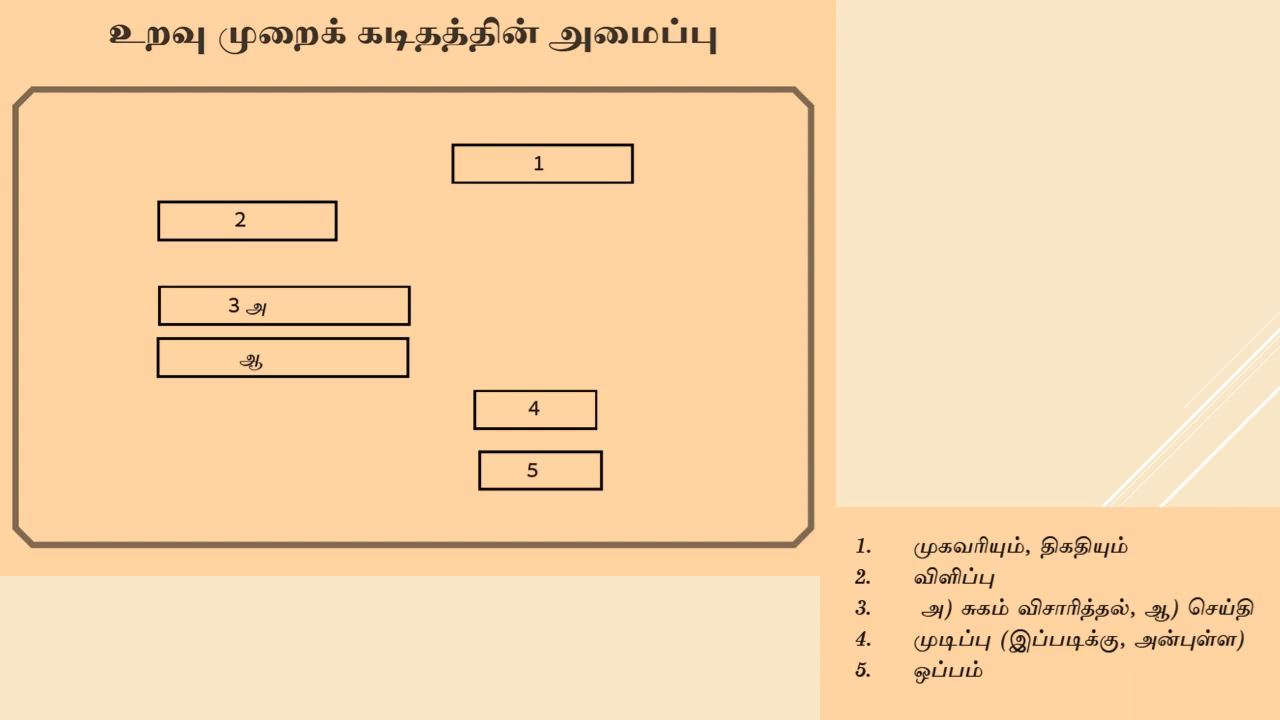 உறவு முறைக் கடிதத்தின் அமைப்பு
1
2
3 அ
ஆ
4
5
1. முகவரியும், திகதியும்
2. விளிப்பு
3. அ) சுகம் விசாரித்தல், ஆ) செய்தி
4. முடிப்பு (இப்படிக்கு, அன்புள்ள)
5. ஒப்பம்